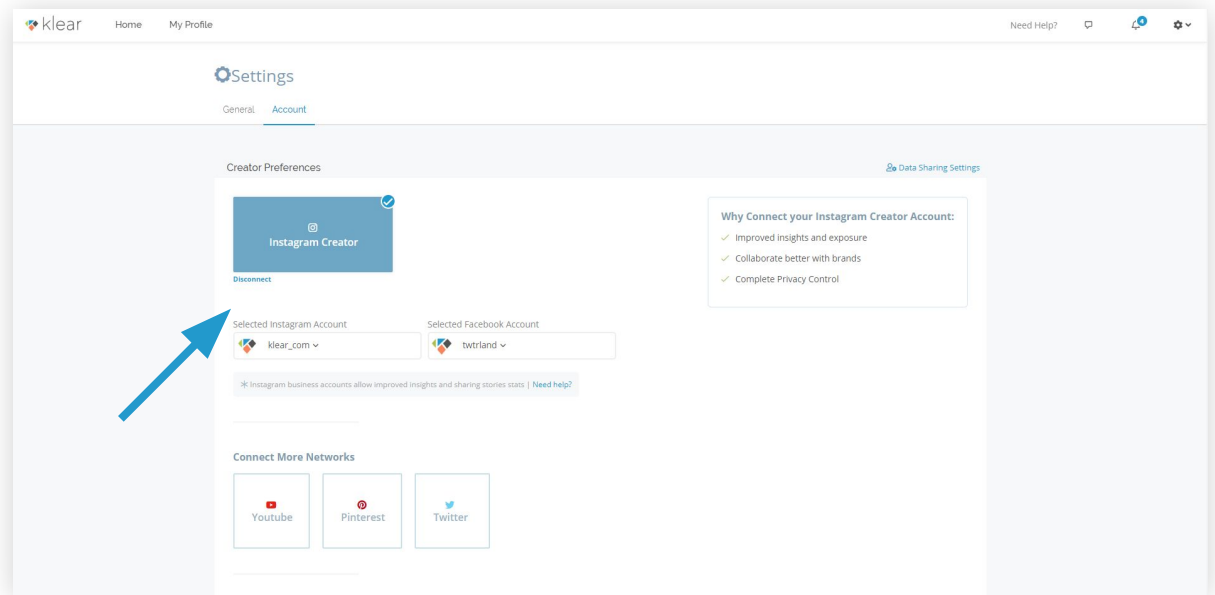 klear
Home
My Profile
Need Help?
4
Settings
General
Account
Creator Preferences
Data Sharing Settings
Instagram Creator
Disconnect
Why Connect your Instagram Creator Account:
Improved insights and exposure
Collaborate better with brands
Complete Privacy Control
Selected Instagram Account
Selected Facebook Account
klear_com
twtrland
* Instagram business accounts allow improved insights and sharing stories stats | Need help?
Connect More Networks
Youtube
Pinterest
Twitter